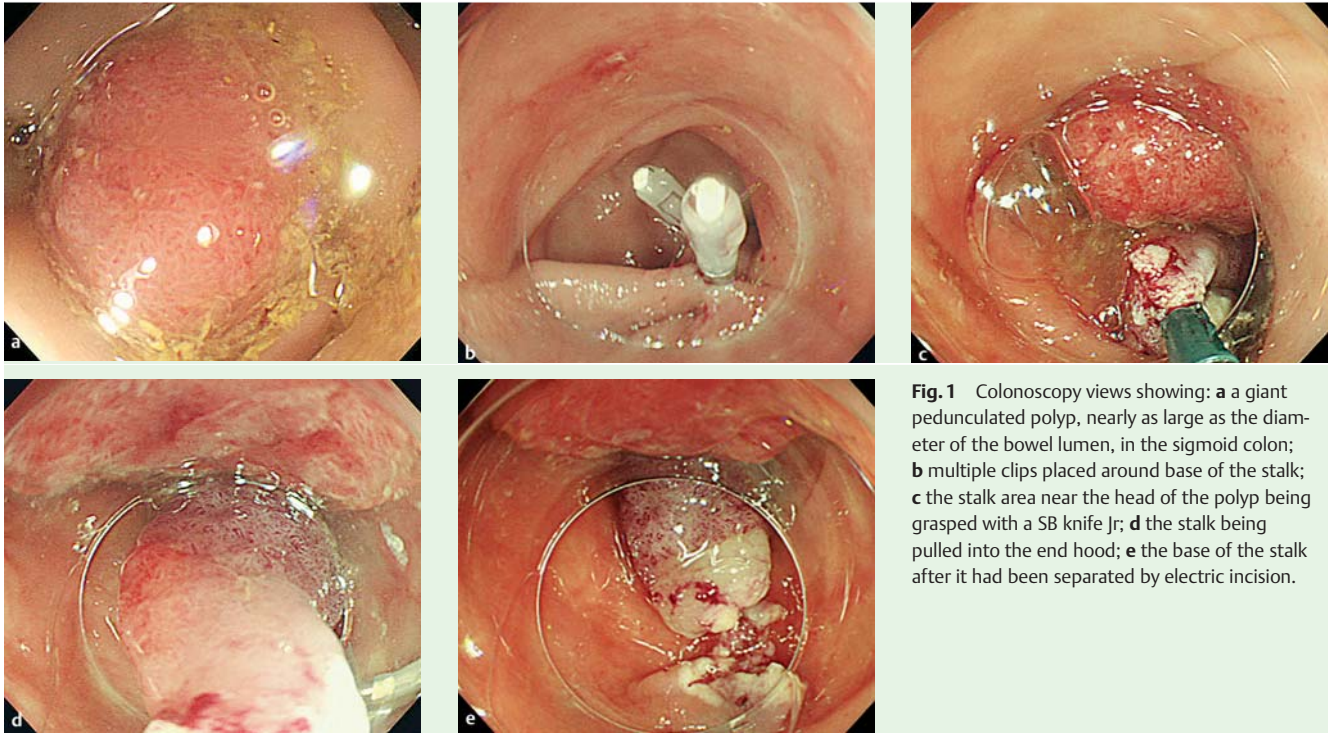 a
b
c
d
e
Fig. 1 Colonoscopy views showing: a a giant
pedunculated polyp, nearly as large as the diam-
eter of the bowel lumen, in the sigmoid colon;
b multiple clips placed around base of the stalk;
c the stalk area near the head of the polyp being
grasped with a SB knife Jr; d the stalk being
pulled into the end hood; e the base of the stalk
after it had been separated by electric incision.